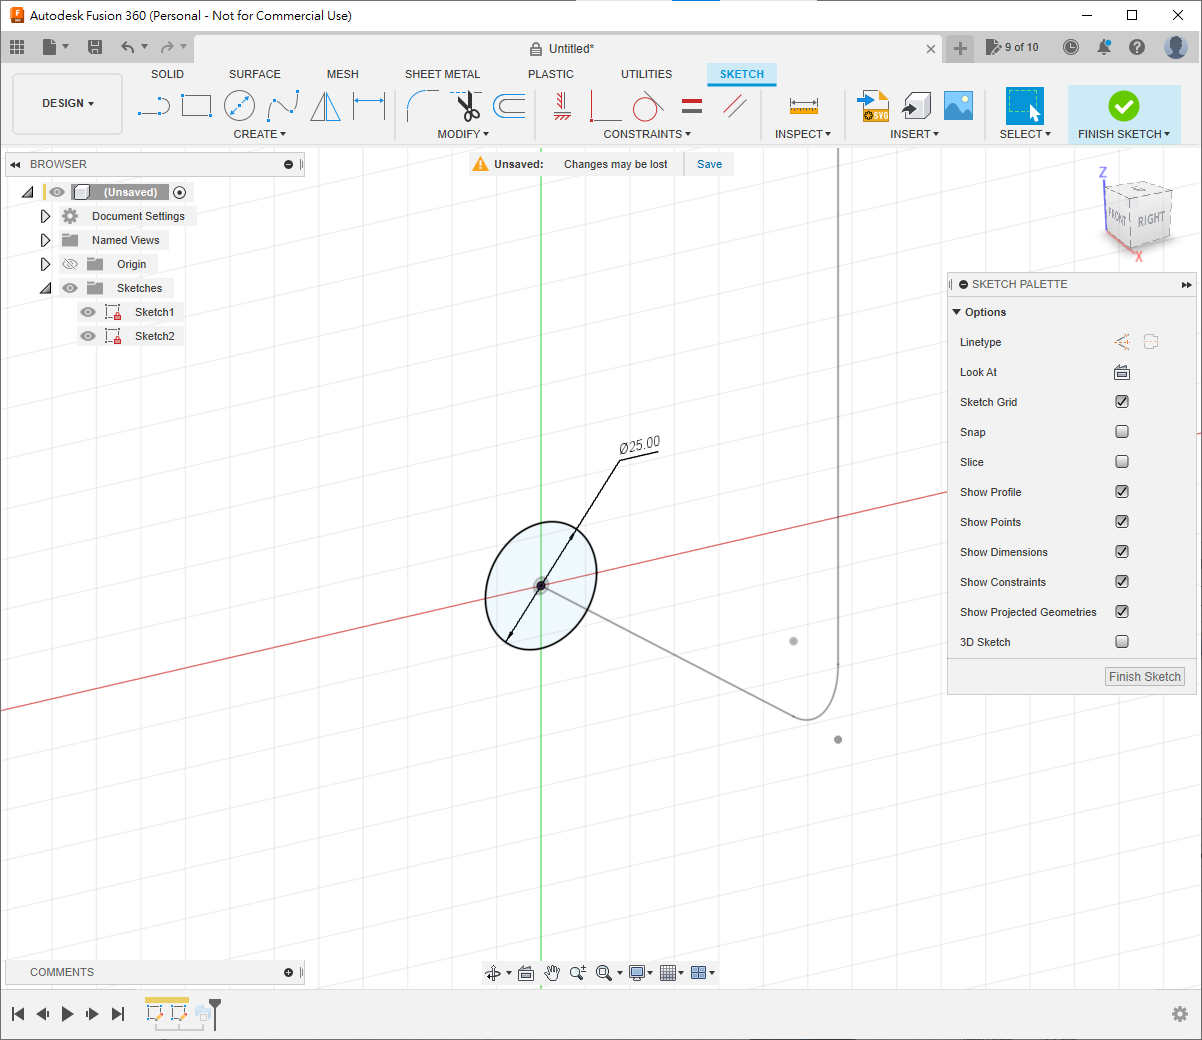 Autodesk Fusion 360 (Personal - Not for Commercial Use)
Untitled*
9 of 10
SOLID SURFACE MESH SHEET METAL PLASTIC UTILITIES SKETCH
DESIGN
SVG
CREATE MODIFY CONSTRAINTS INSPECT INSERT SELECT FINISH SKETCH
BROWSER
Unsaved: Changes may be lost Save
(Unsaved)
Document Settings
Named Views
Origin
Sketches
Sketch1
Sketch2
Z
FRONT RIGHT
X
SKETCH PALETTE
Options
Linetype
Look At
Sketch Grid
Snap
Slice
Show Profile
Show Points
Show Dimensions
Show Constraints
Show Projected Geometries
3D Sketch
Finish Sketch
Ø25.00
COMMENTS